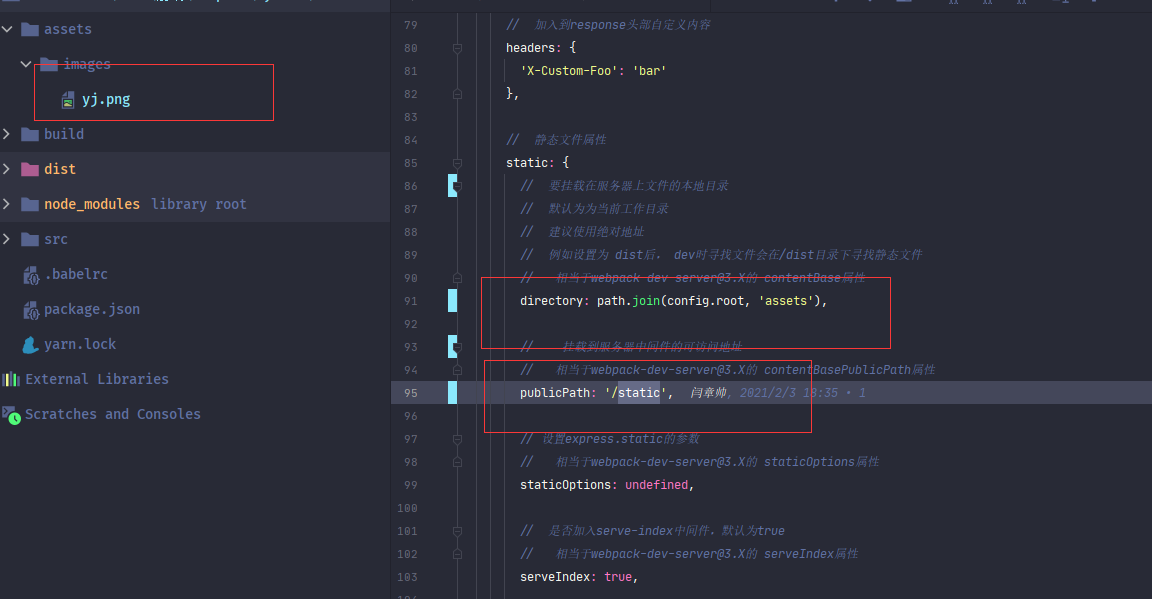 assets
images
yj.png
build
dist
node_modules library root
src
.babelrc
package.json
yarn.lock
External Libraries
Scratches and Consoles
79 // 加入到response头部自定义内容
80 headers: {
81 'X-Custom-Foo': 'bar'
82 },
83
84 // 静态文件属性
85 static: {
86 // 要挂载在服务器上文件的本地目录
87 // 默认为为当前工作目录
88 // 建议使用绝对地址
89 // 例如设置为 dist后, dev时寻找文件会在/dist目录下寻找静态文件
90 // 相当于webpack-dev-server@3.X的 contentBase属性
91 directory: path.join(config.root, 'assets'),
92
93 // 挂载到服务器中间件的可访问地址
94 // 相当于webpack-dev-server@3.X的 contentBasePublicPath属性
95 publicPath: '/static', 闫章帅, 2021/2/3 18:35 · 1
96
97 // 设置express.static的参数
98 // 相当于webpack-dev-server@3.X的 staticOptions属性
99 staticOptions: undefined,
100
101 // 是否加入serve-index中间件，默认为true
102 // 相当于webpack-dev-server@3.X的 serveIndex属性
103 serveIndex: true,